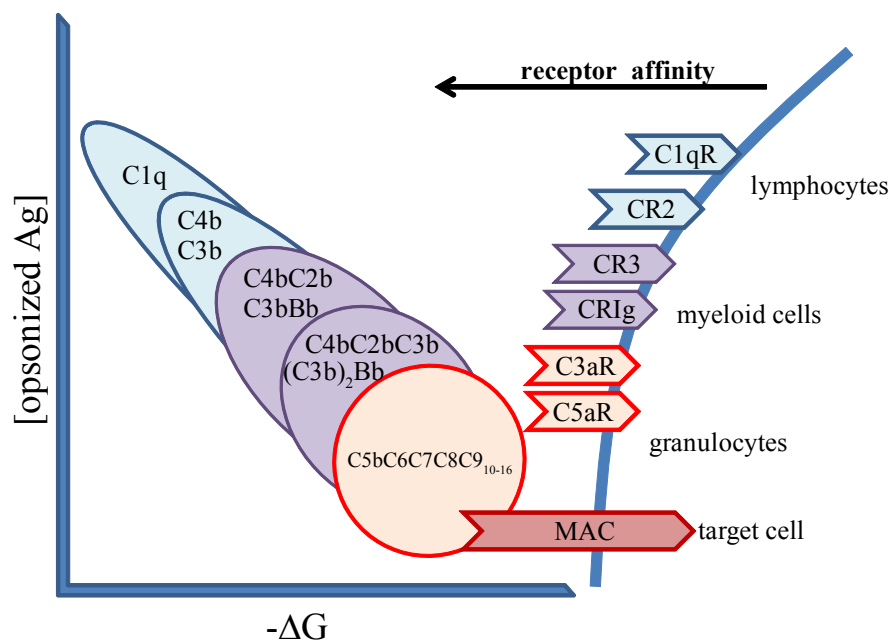 receptor affinity
C1q
C4b
C3b
C4bC2b
C3bBb
C4bC2bC3b
(C3b)₂Bb
C5bC6C7C8C9₁₀₋₁₆
C1qR
lymphocytes
CR2
CR3
CRIg
myeloid cells
C3aR
C5aR
granulocytes
MAC
target cell
[opsonized Ag]
-ΔG